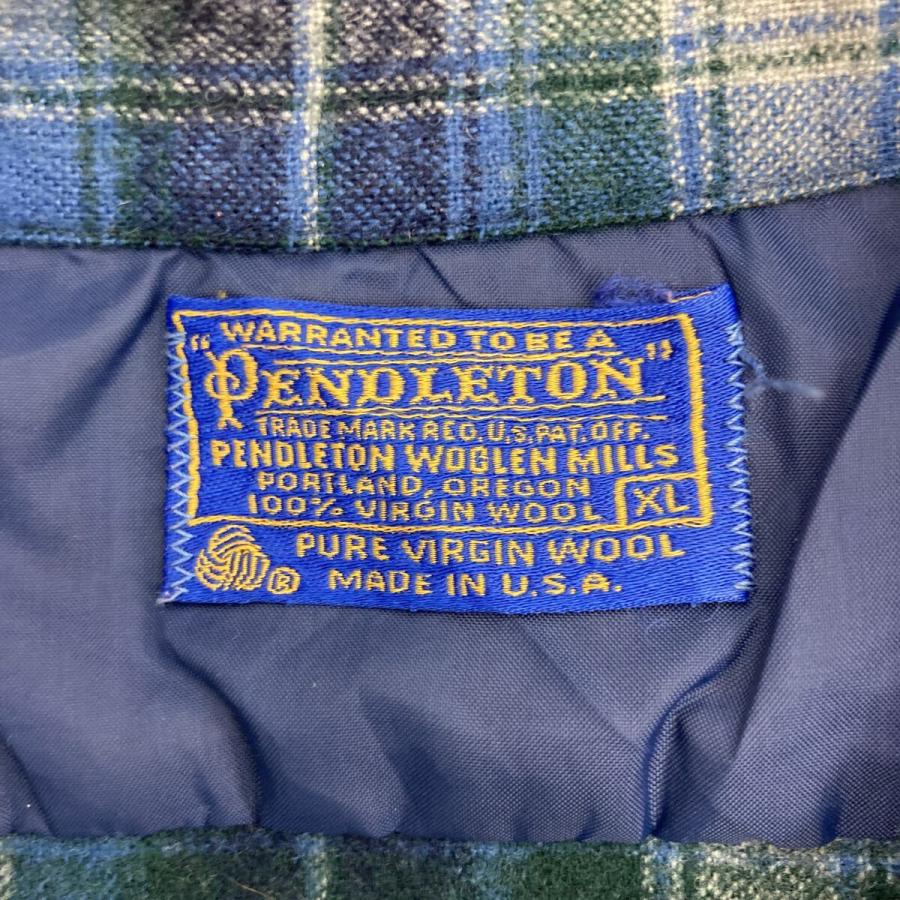 WARRANTED TO BE A
"PENDLETON"
TRADE MARK REG. U.S. PAT. OFF.
PENDLETON WOOLEN MILLS
PORTLAND, OREGON
100% VIRGIN WOOL XL
PURE VIRGIN WOOL
® MADE IN U.S.A.